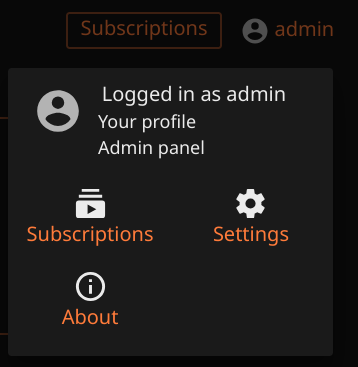 Subscriptions admin
Logged in as admin
Your profile
Admin panel
Subscriptions Settings
About